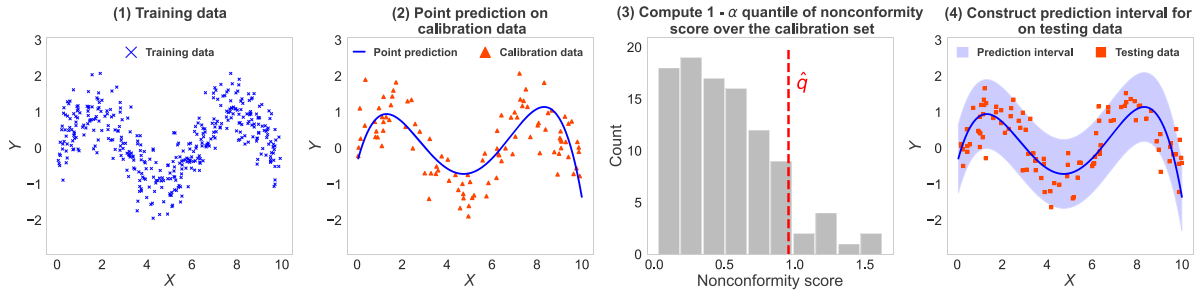 (1) Training data
Training data
3
2
1
0
−1
−2
Y
0
2
4
6
8
10
X
(2) Point prediction on
calibration data
Point prediction
Calibration data
3
2
1
0
−1
−2
Y
0
2
4
6
8
10
X
(3) Compute 1 - α quantile of nonconformity
score over the calibration set
20
15
10
5
0
Count
q̂
0.0
0.5
1.0
1.5
Nonconformity score
(4) Construct prediction interval for
on testing data
Prediction interval
Testing data
3
2
1
0
−1
−2
Y
0
2
4
6
8
10
X